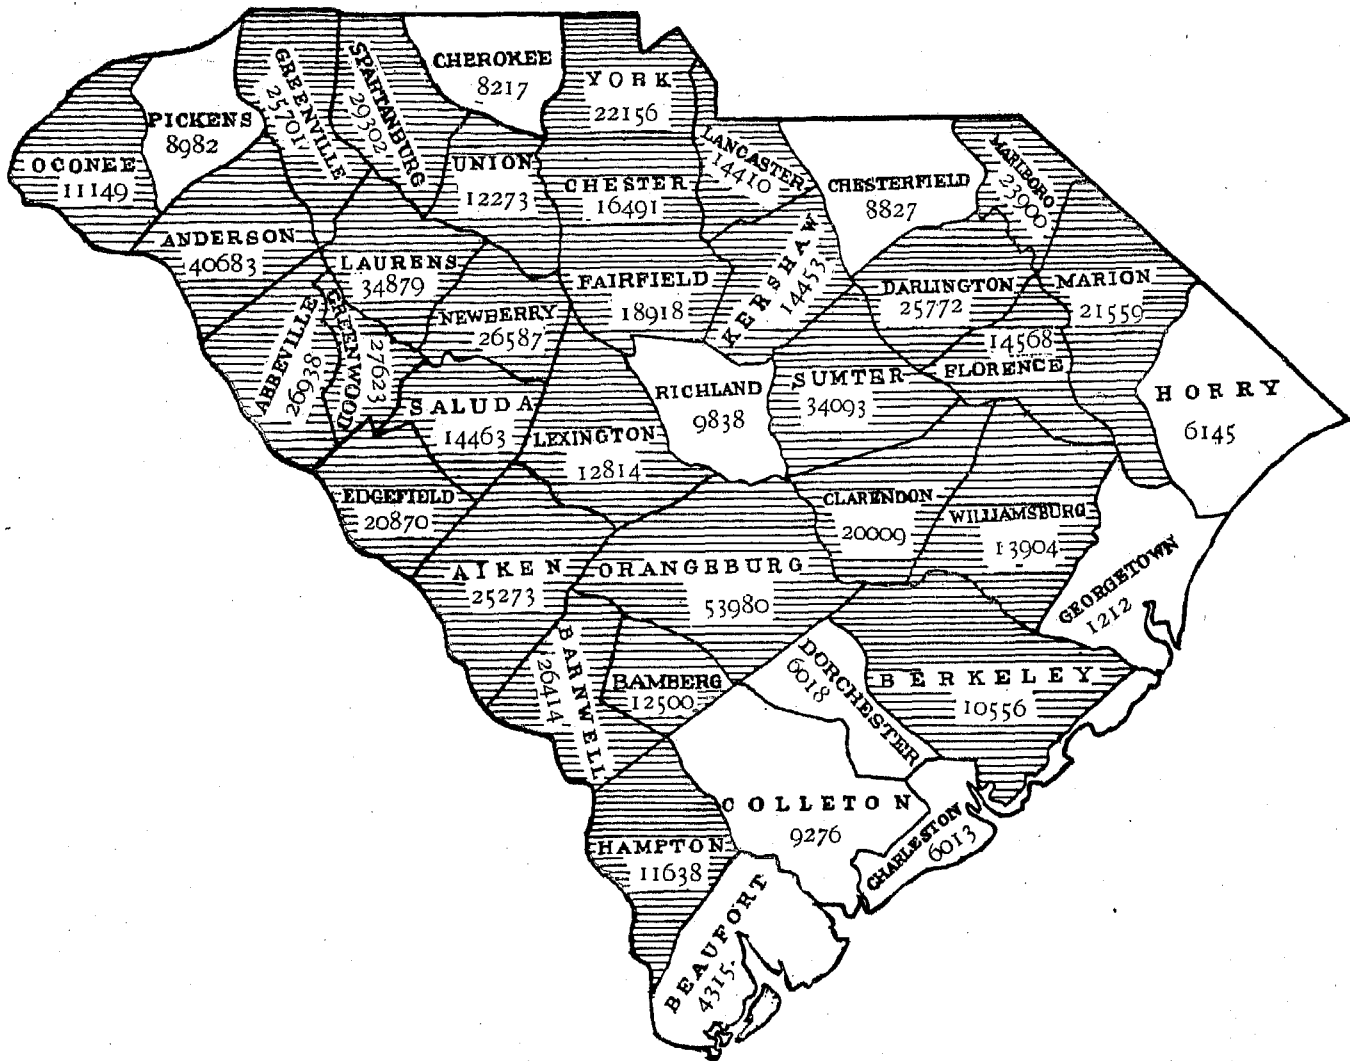 CHEROKEE
8217
YORK
22156
GREENVILLE
25701
SPARTANBURG
29302
PICKENS
8982
OCONEE
11149
UNION
12273
CHESTER
16491
LANCASTER
14410
CHESTERFIELD
8827
MARLBORO
23900
ANDERSON
40683
LAURENS
34879
FAIRFIELD
18918
KERSHAW
14453
DARLINGTON
25772
MARION
21559
NEWBERRY
26587
ABBEVILLE
26938
GREENWOOD
27623
14568
FLORENCE
SALUDA
14463
RICHLAND
9838
SUMTER
34093
HORRY
6145
LEXINGTON
12814
EDGEFIELD
20870
CLARENDON
20009
WILLIAMSBURG
13904
AIKEN
25273
ORANGEBURG
53980
GEORGETOWN
1212
BARNWELL
26414
BAMBERG
12500
DORCHESTER
6018
BERKELEY
10556
COLLETON
9276
CHARLESTON
6013
HAMPTON
11638
BEAUFORT
4315